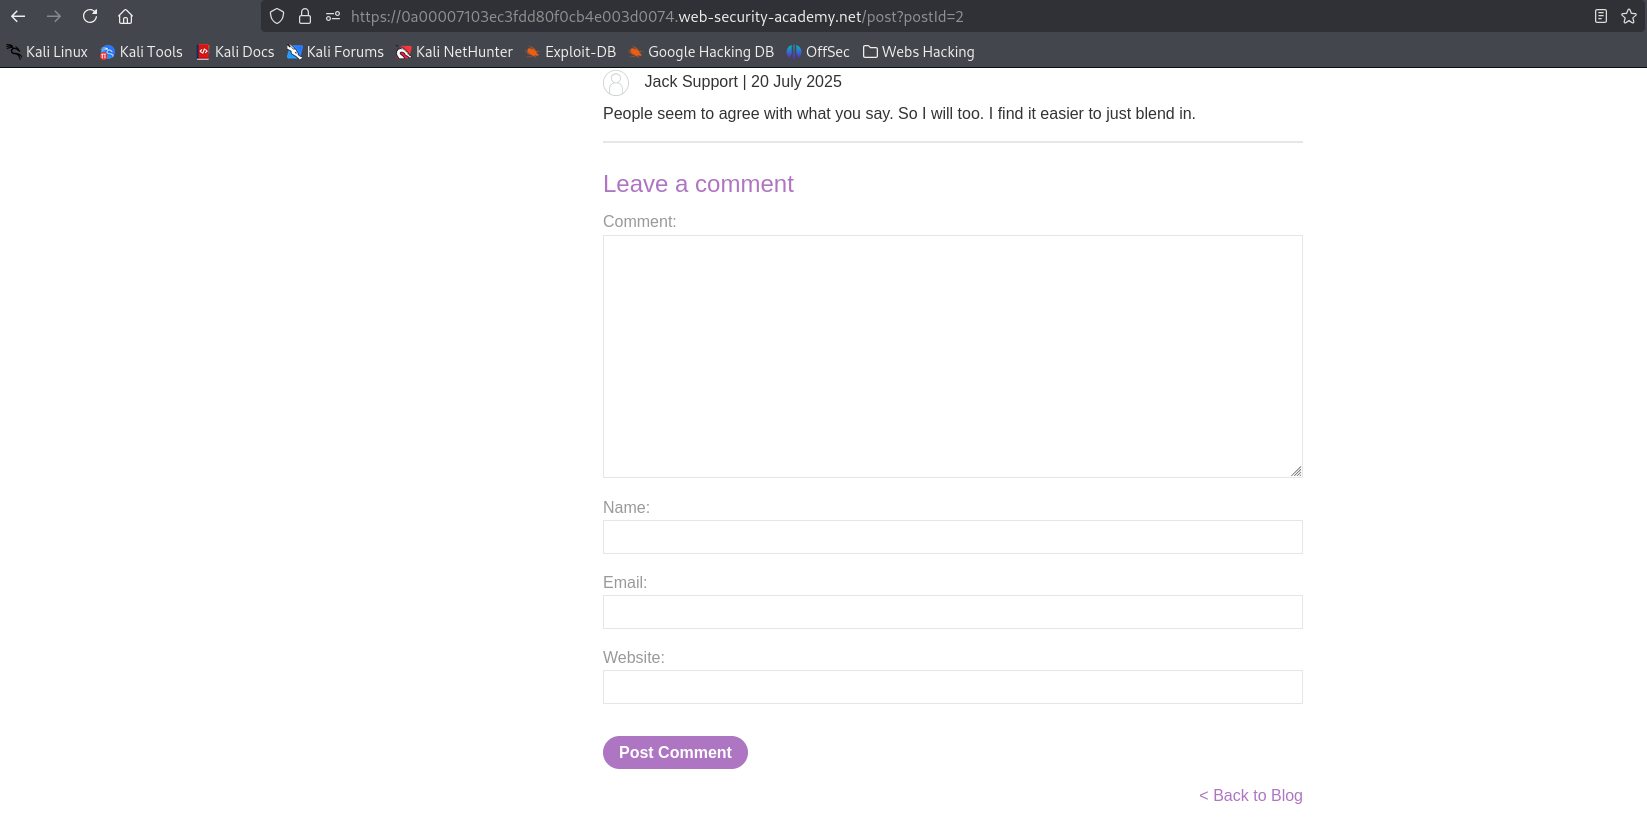 https://0a00007103ec3fdd80f0cb4e003d0074.web-security-academy.net/post?postId=2
Kali Linux Kali Tools Kali Docs Kali Forums Kali NetHunter Exploit-DB Google Hacking DB OffSec Webs Hacking
Jack Support | 20 July 2025
People seem to agree with what you say. So I will too. I find it easier to just blend in.
Leave a comment
Comment:
Name:
Email:
Website:
Post Comment
< Back to Blog